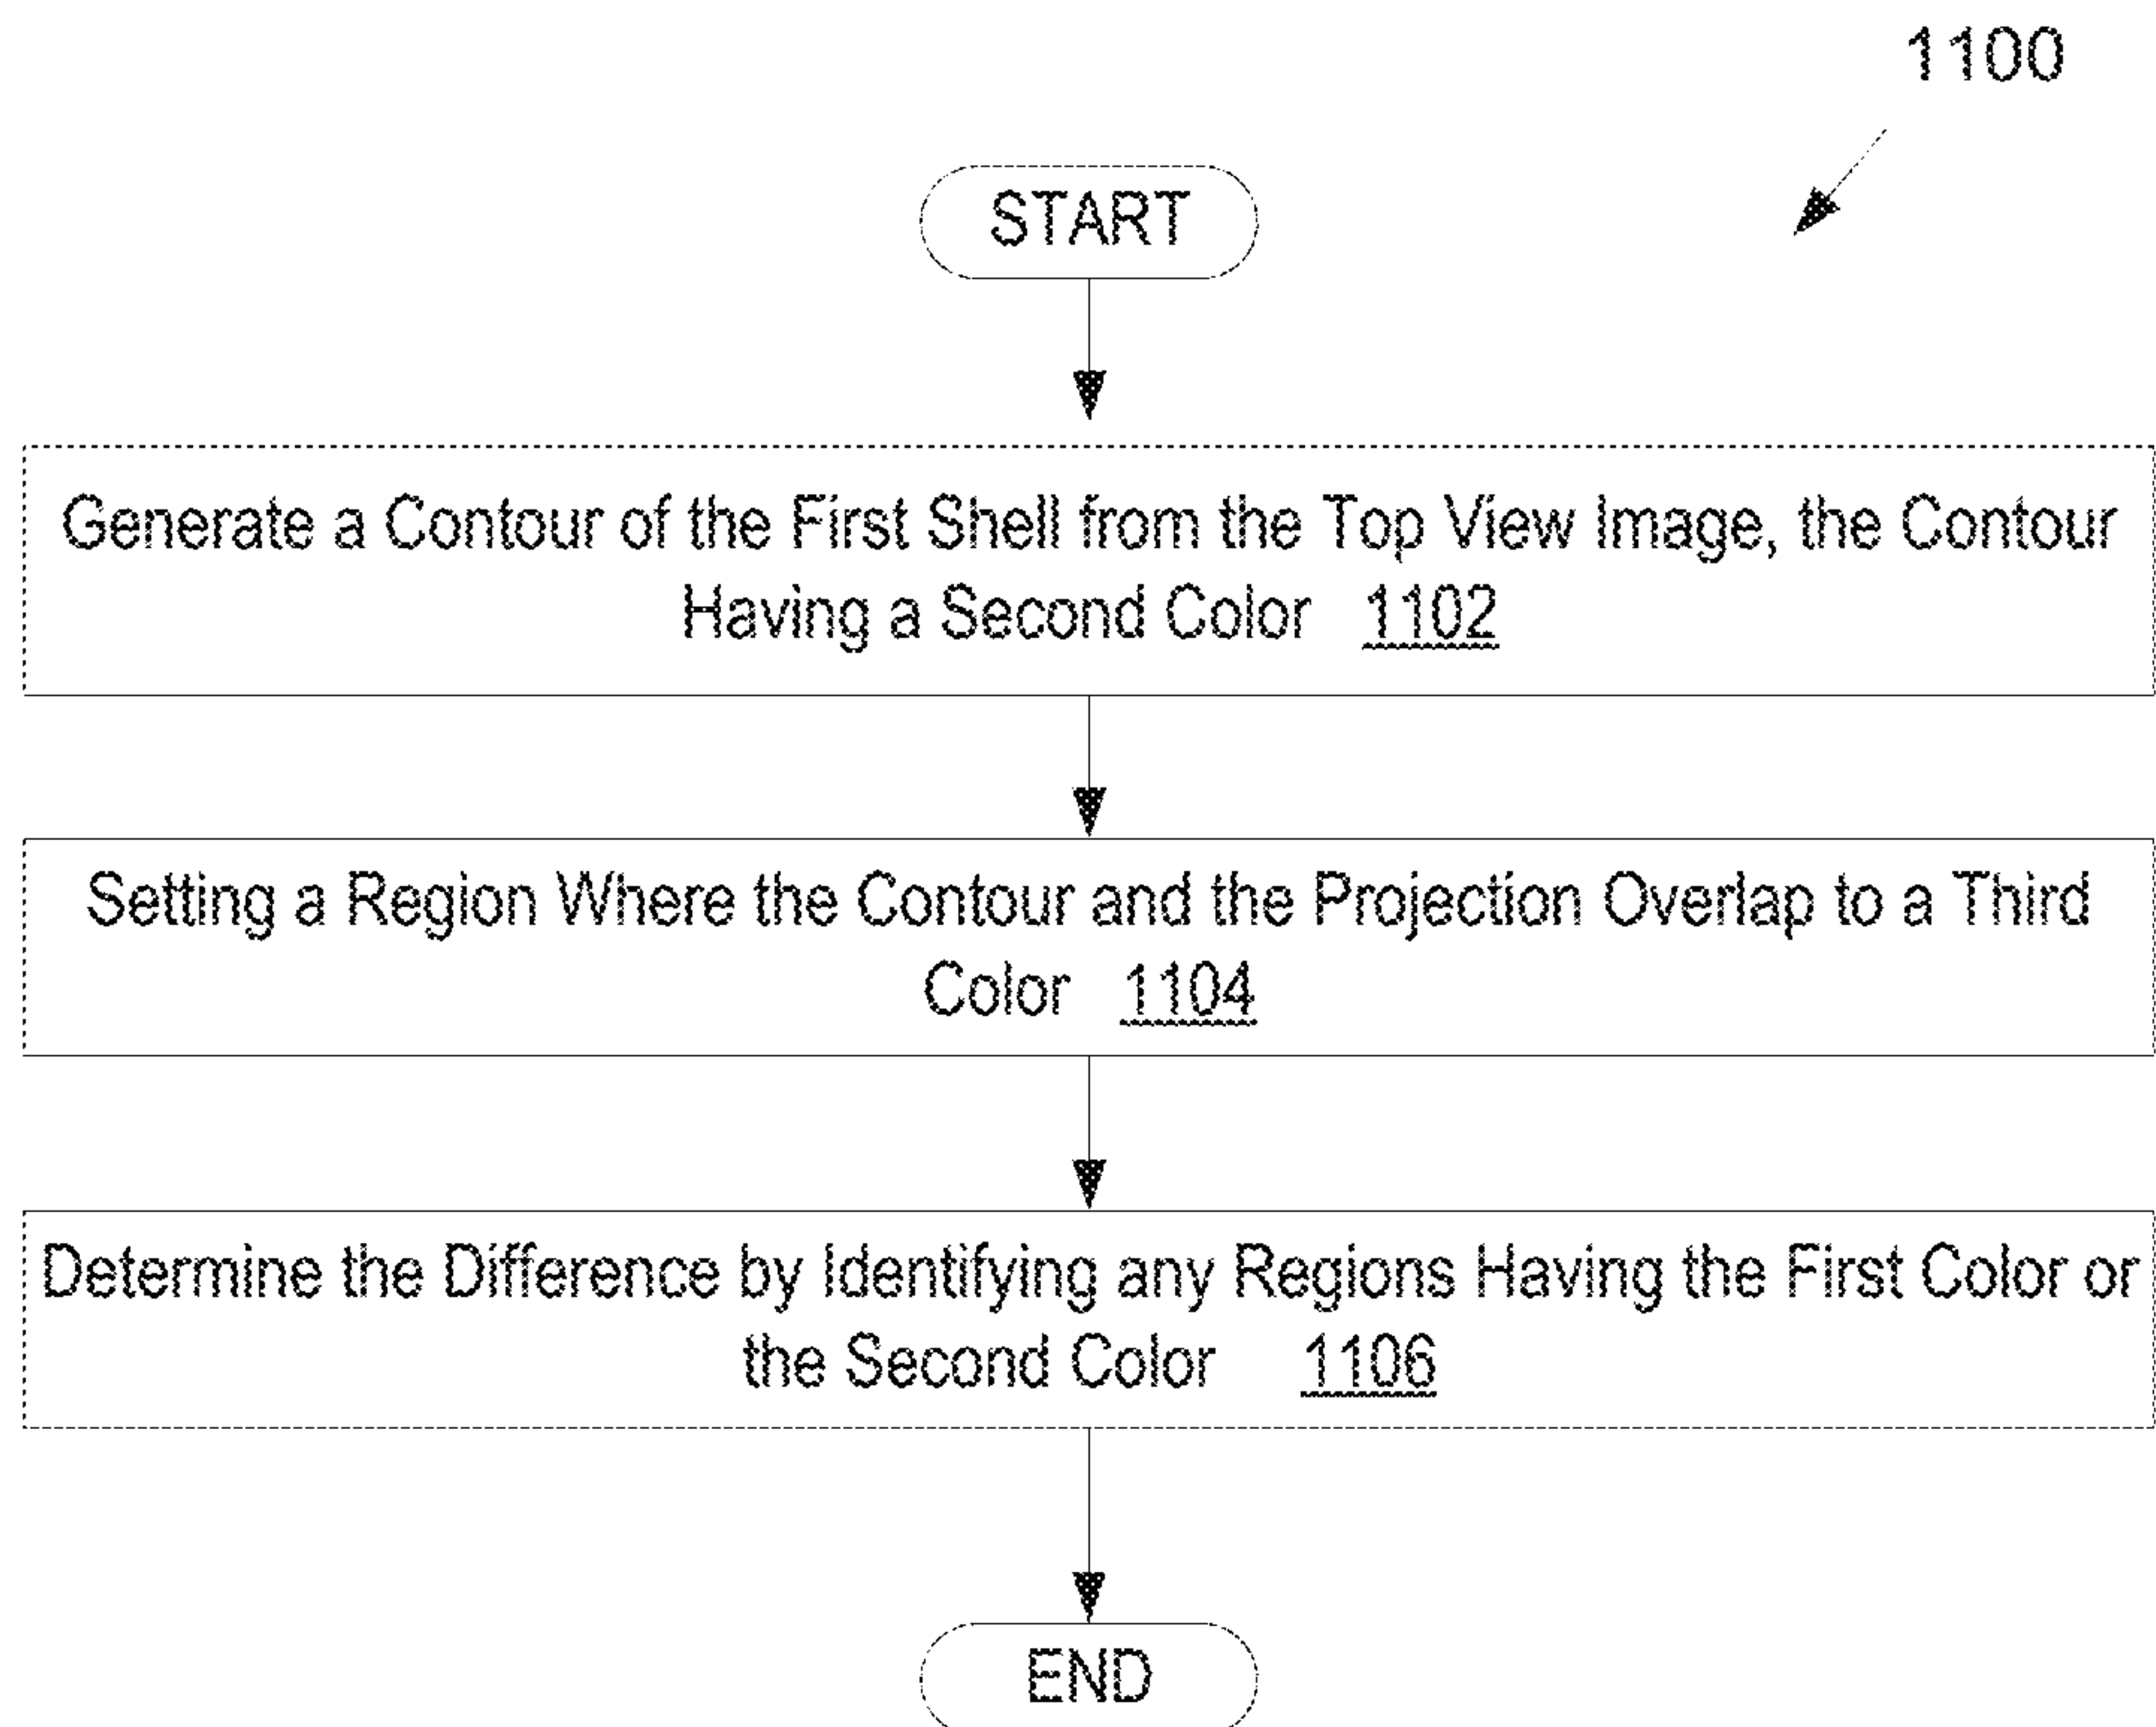 1100
START
Generate a Contour of the First Shell from the Top View Image, the Contour
Having a Second Color 1102
Setting a Region Where the Contour and the Projection Overlap to a Third
Color 1104
Determine the Difference by Identifying any Regions Having the First Color or
the Second Color 1106
END